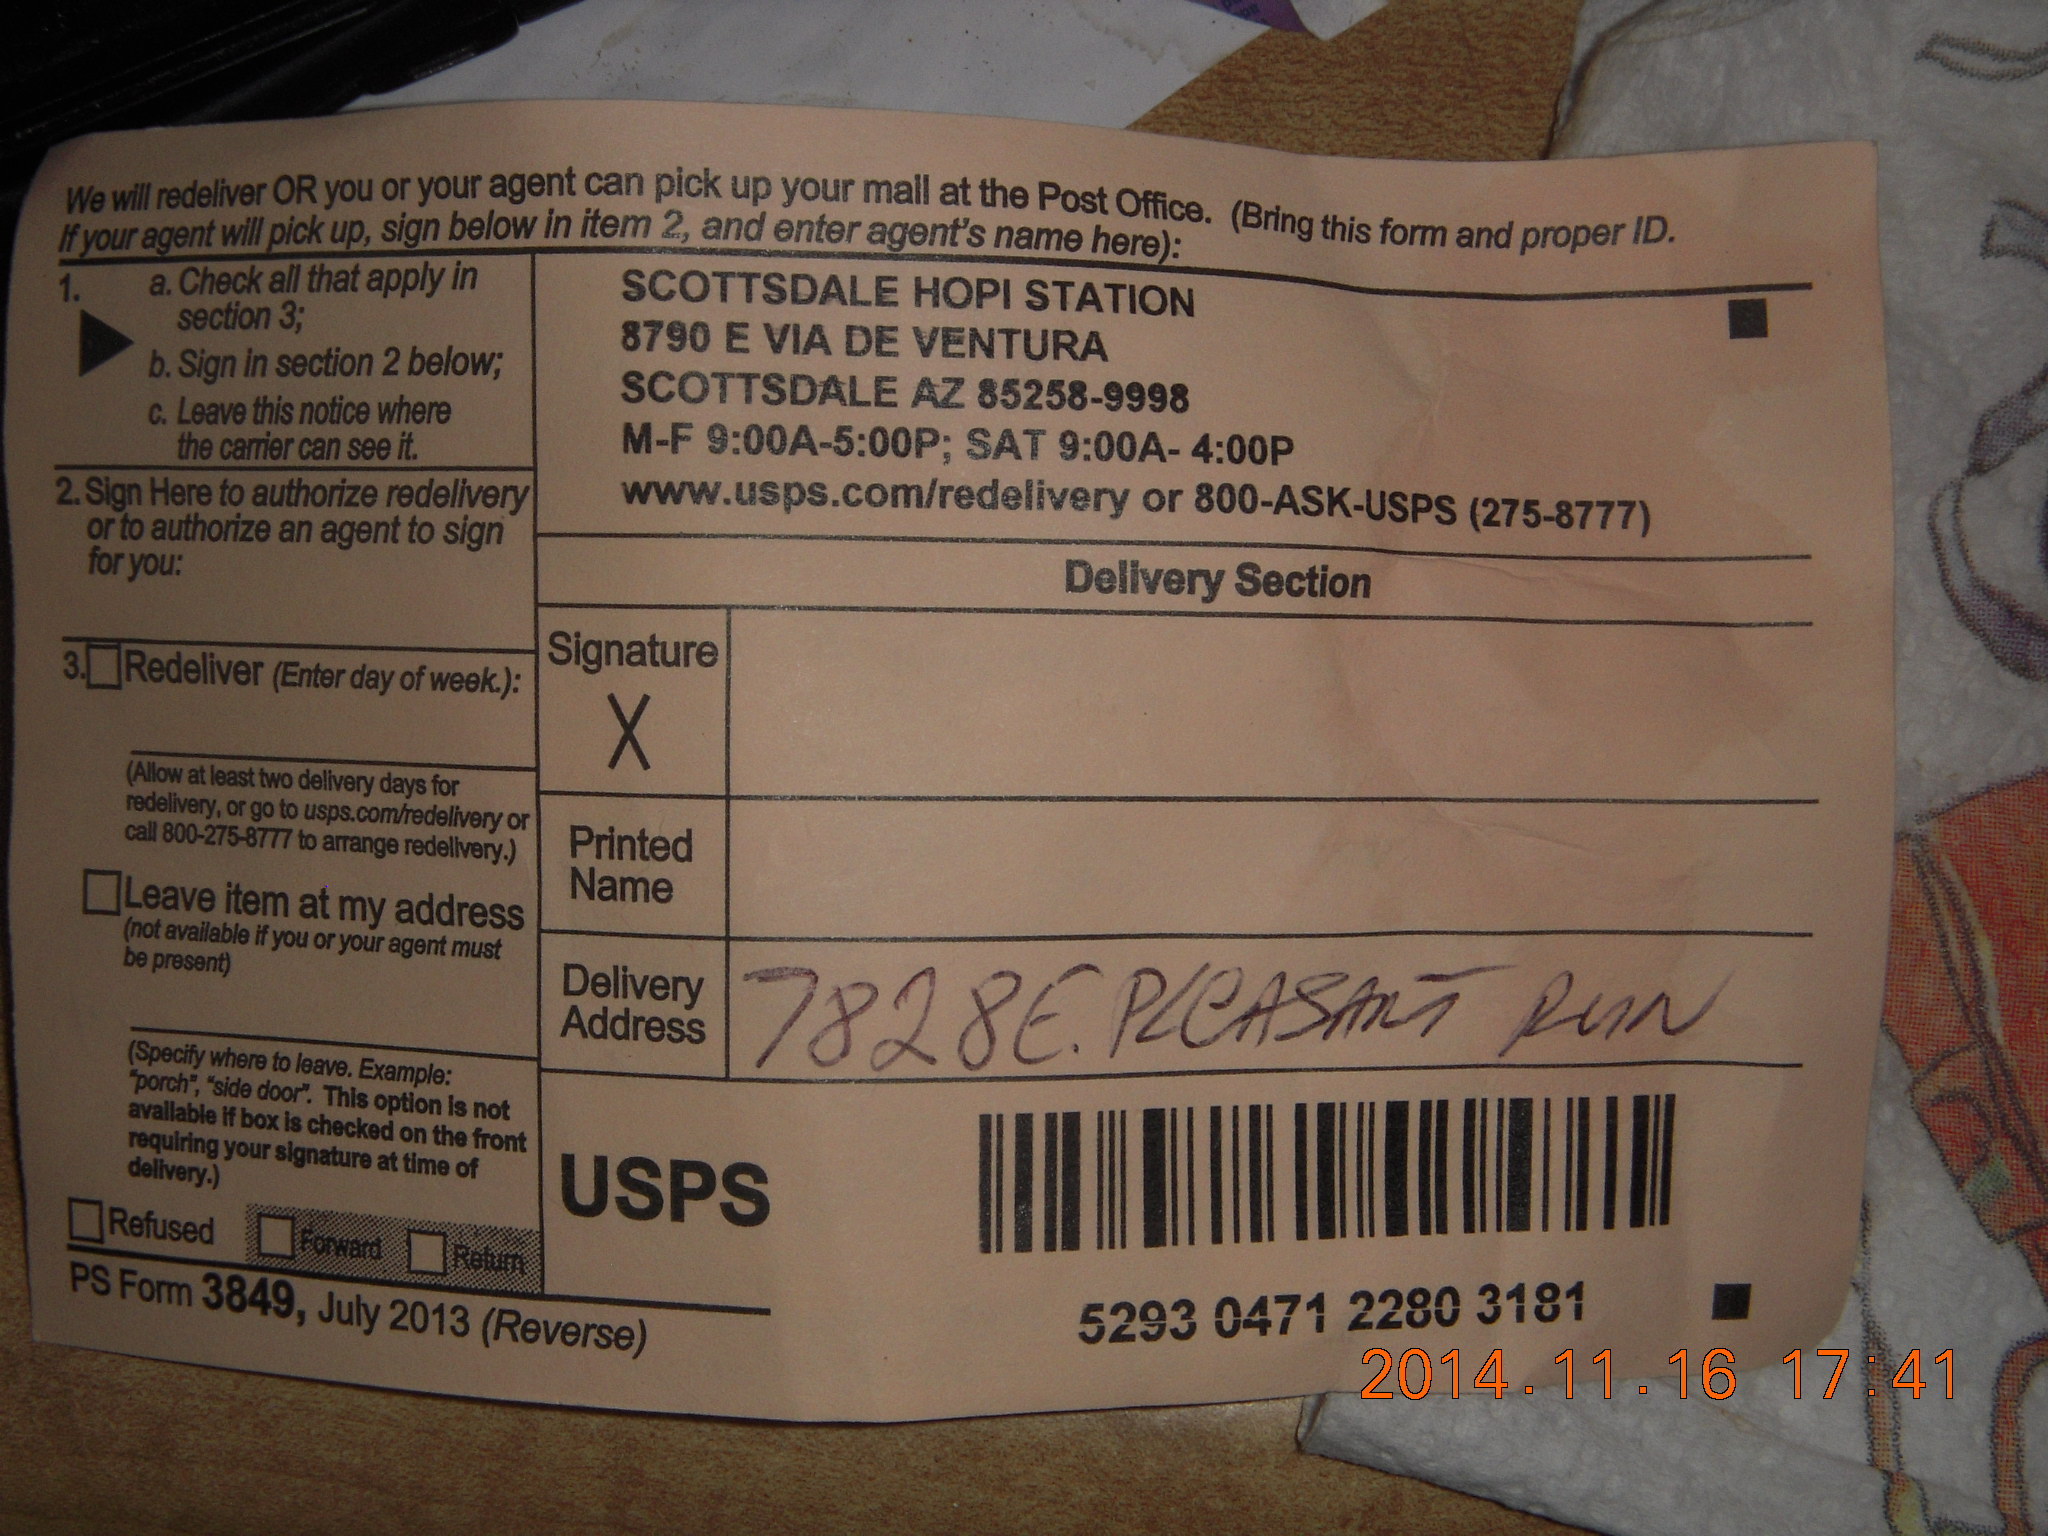 We will redeliver OR you or your agent can pick up your mail at the Post Office. (Bring this form and proper ID.
If your agent will pick up, sign below in item 2, and enter agent's name here):
1. a. Check all that apply in
section 3;
b. Sign in section 2 below;
c. Leave this notice where
the carrier can see it.
2. Sign Here to authorize redelivery
or to authorize an agent to sign
for you:
3. Redeliver (Enter day of week.):
(Allow at least two delivery days for
redelivery, or go to usps.com/redelivery or
call 800-275-8777 to arrange redelivery.)
Leave item at my address
(not available if you or your agent must
be present)
(Specify where to leave. Example:
"porch", "side door". This option is not
available if box is checked on the front
requiring your signature at time of
delivery.)
Refused Forward Return
PS Form 3849, July 2013 (Reverse)
SCOTTSDALE HOPI STATION
8790 E VIA DE VENTURA
SCOTTSDALE AZ 85258-9998
M-F 9:00A-5:00P; SAT 9:00A- 4:00P
www.usps.com/redelivery or 800-ASK-USPS (275-8777)
Delivery Section
Signature
X
Printed
Name
Delivery
Address
7828 E. PLEASANT RUN
USPS
5293 0471 2280 3181
2014.11.16 17:41